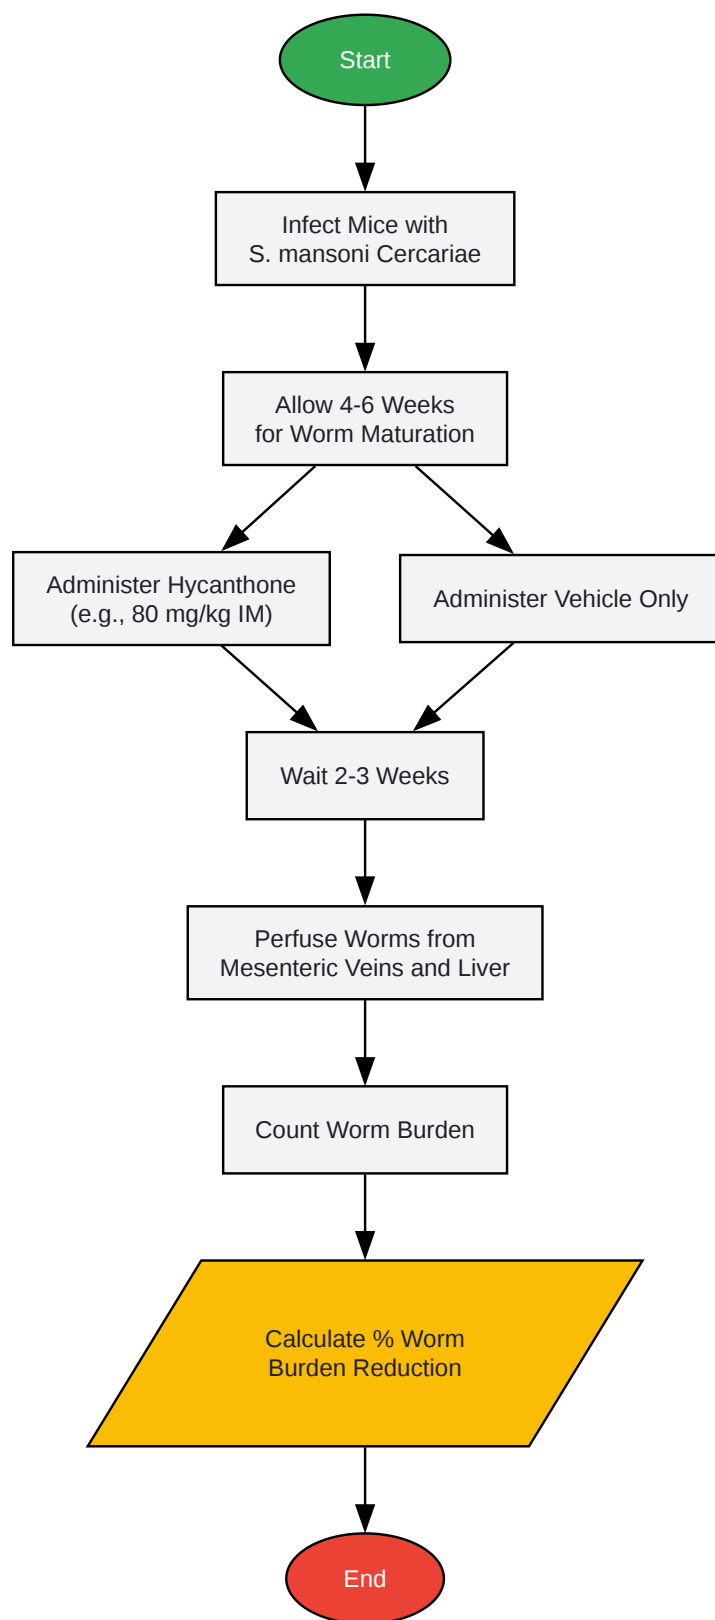 Start
Infect Mice with
S. mansoni Cercariae
Allow 4-6 Weeks
for Worm Maturation
Administer Hycanthone
(e.g., 80 mg/kg IM)
Administer Vehicle Only
Wait 2-3 Weeks
Perfuse Worms from
Mesenteric Veins and Liver
Count Worm Burden
Calculate % Worm
Burden Reduction
End